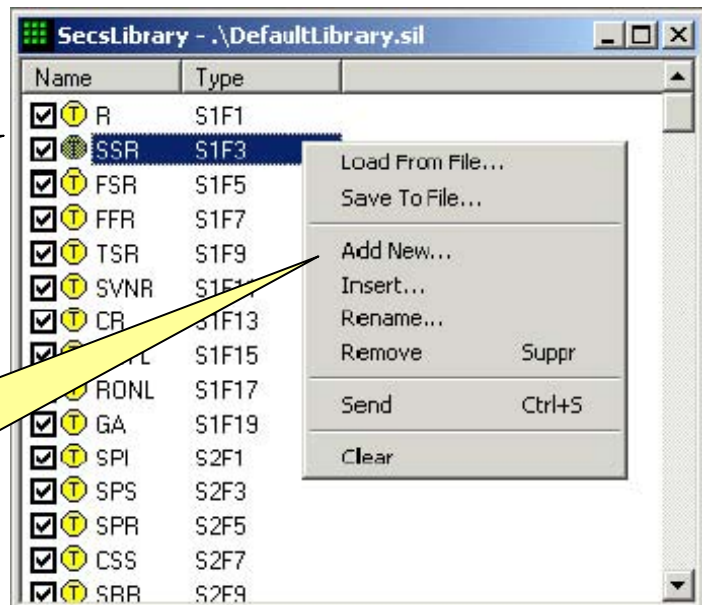 SecsLibrary - .\DefaultLibrary.sil
Name Type
R S1F1
SSR S1F3
FSR S1F5
FFR S1F7
TSR S1F9
SVNR
CR S1F13
S1F15
RONL S1F17
GA S1F19
SPI S2F1
SPS S2F3
SPR S2F5
CSS S2F7
SRR S2F9
Load From File...
Save To File...
Add New...
Insert...
Rename...
Remove Suppr
Send Ctrl+S
Clear